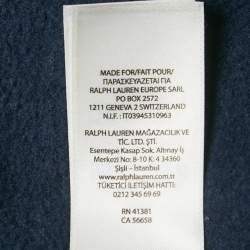 MADE FOR/FAIT POUR/
ΠΑΡΑΣΚΕΥΑΖΕΤΑΙ ΓΙΑ
RALPH LAUREN EUROPE SARL
PO BOX 2572
1211 GENEVA 2 SWITZERLAND
N.I.F.: IT03945310963
RALPH LAUREN MAĞAZACILIK VE
TİC. LTD. ŞTİ.
Esentepe Kasap Sok. Altınay İş
Merkezi No: 8-10 K: 4 34360
Şişli - İstanbul
www.ralphlauren.com.tr
TÜKETİCİ İLETİŞİM HATTI:
0212 345 69 69
RN 41381
CA 56658